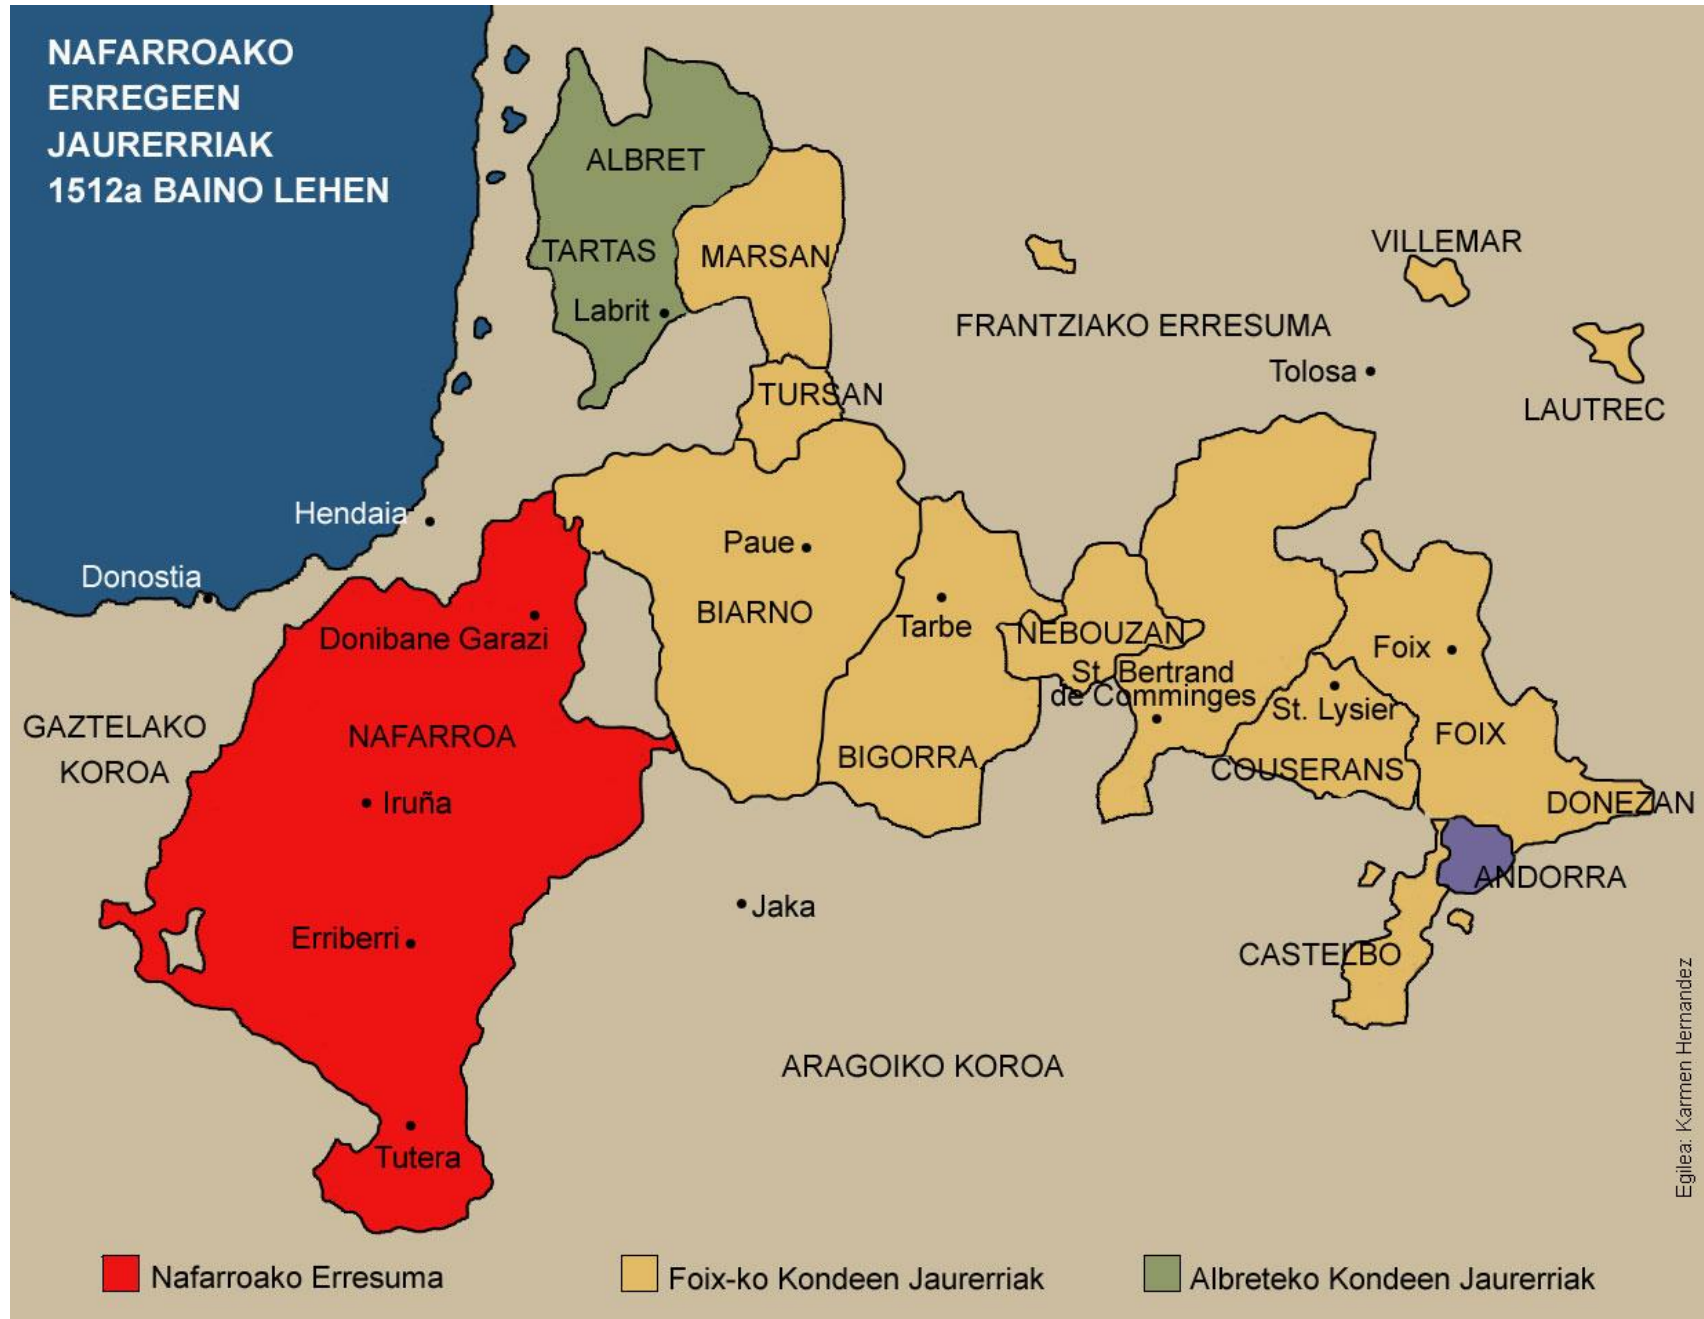 NAFARROAKO
ERREGEEN
JAURERRIAK
1512a BAINO LEHEN
ALBRET
TARTAS
Labrit
MARSAN
TURSAN
VILLEMAR
FRANTZIAKO ERRESUMA
Tolosa
LAUTREC
Hendaia
Donostia
Donibane Garazi
Paue
BIARNO
Tarbe
NEBOUZAN
St. Bertrand
de Comminges
Foix
St. Lysier
GAZTELAKO
KOROA
NAFARROA
BIGORRA
COUSERANS
FOIX
DONEZAN
Iruña
ANDORRA
Jaka
Erriberri
CASTELBO
ARAGOIKO KOROA
Tutera
Egilea: Karmen Hernandez
Nafarroako Erresuma
Foix-ko Kondeen Jaurerriak
Albreteko Kondeen Jaurerriak